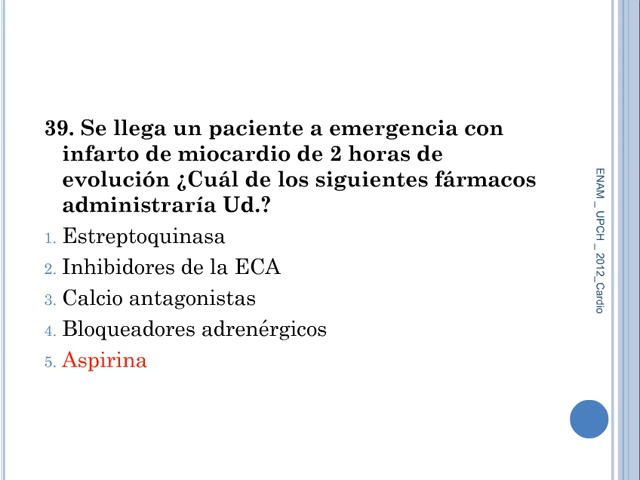 39. Se llega un paciente a emergencia con
infarto de miocardio de 2 horas de
evolución ¿Cuál de los siguientes fármacos
administraría Ud.?
1. Estreptoquinasa
2. Inhibidores de la ECA
3. Calcio antagonistas
4. Bloqueadores adrenérgicos
5. Aspirina
ENAM _ UPCH _ 2012_Cardio